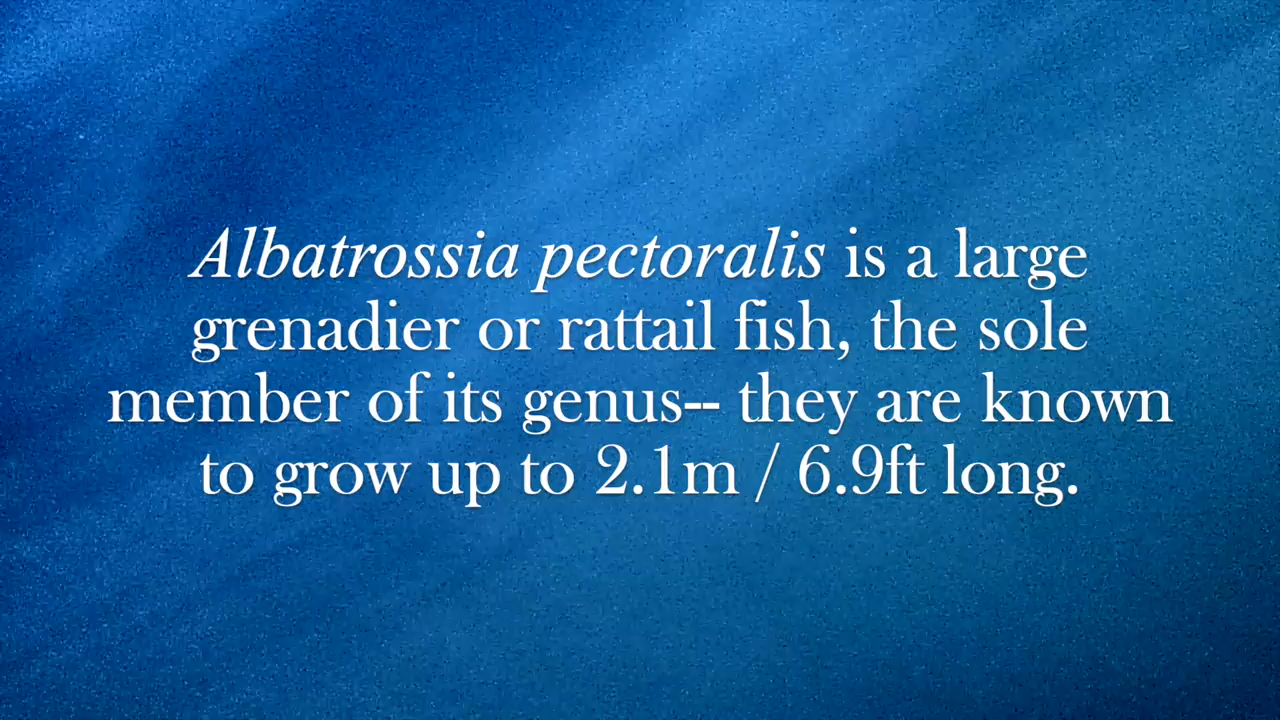 Albatrossia pectoralis is a large
grenadier or rattail fish, the sole
member of its genus-- they are known
to grow up to 2.1m / 6.9ft long.